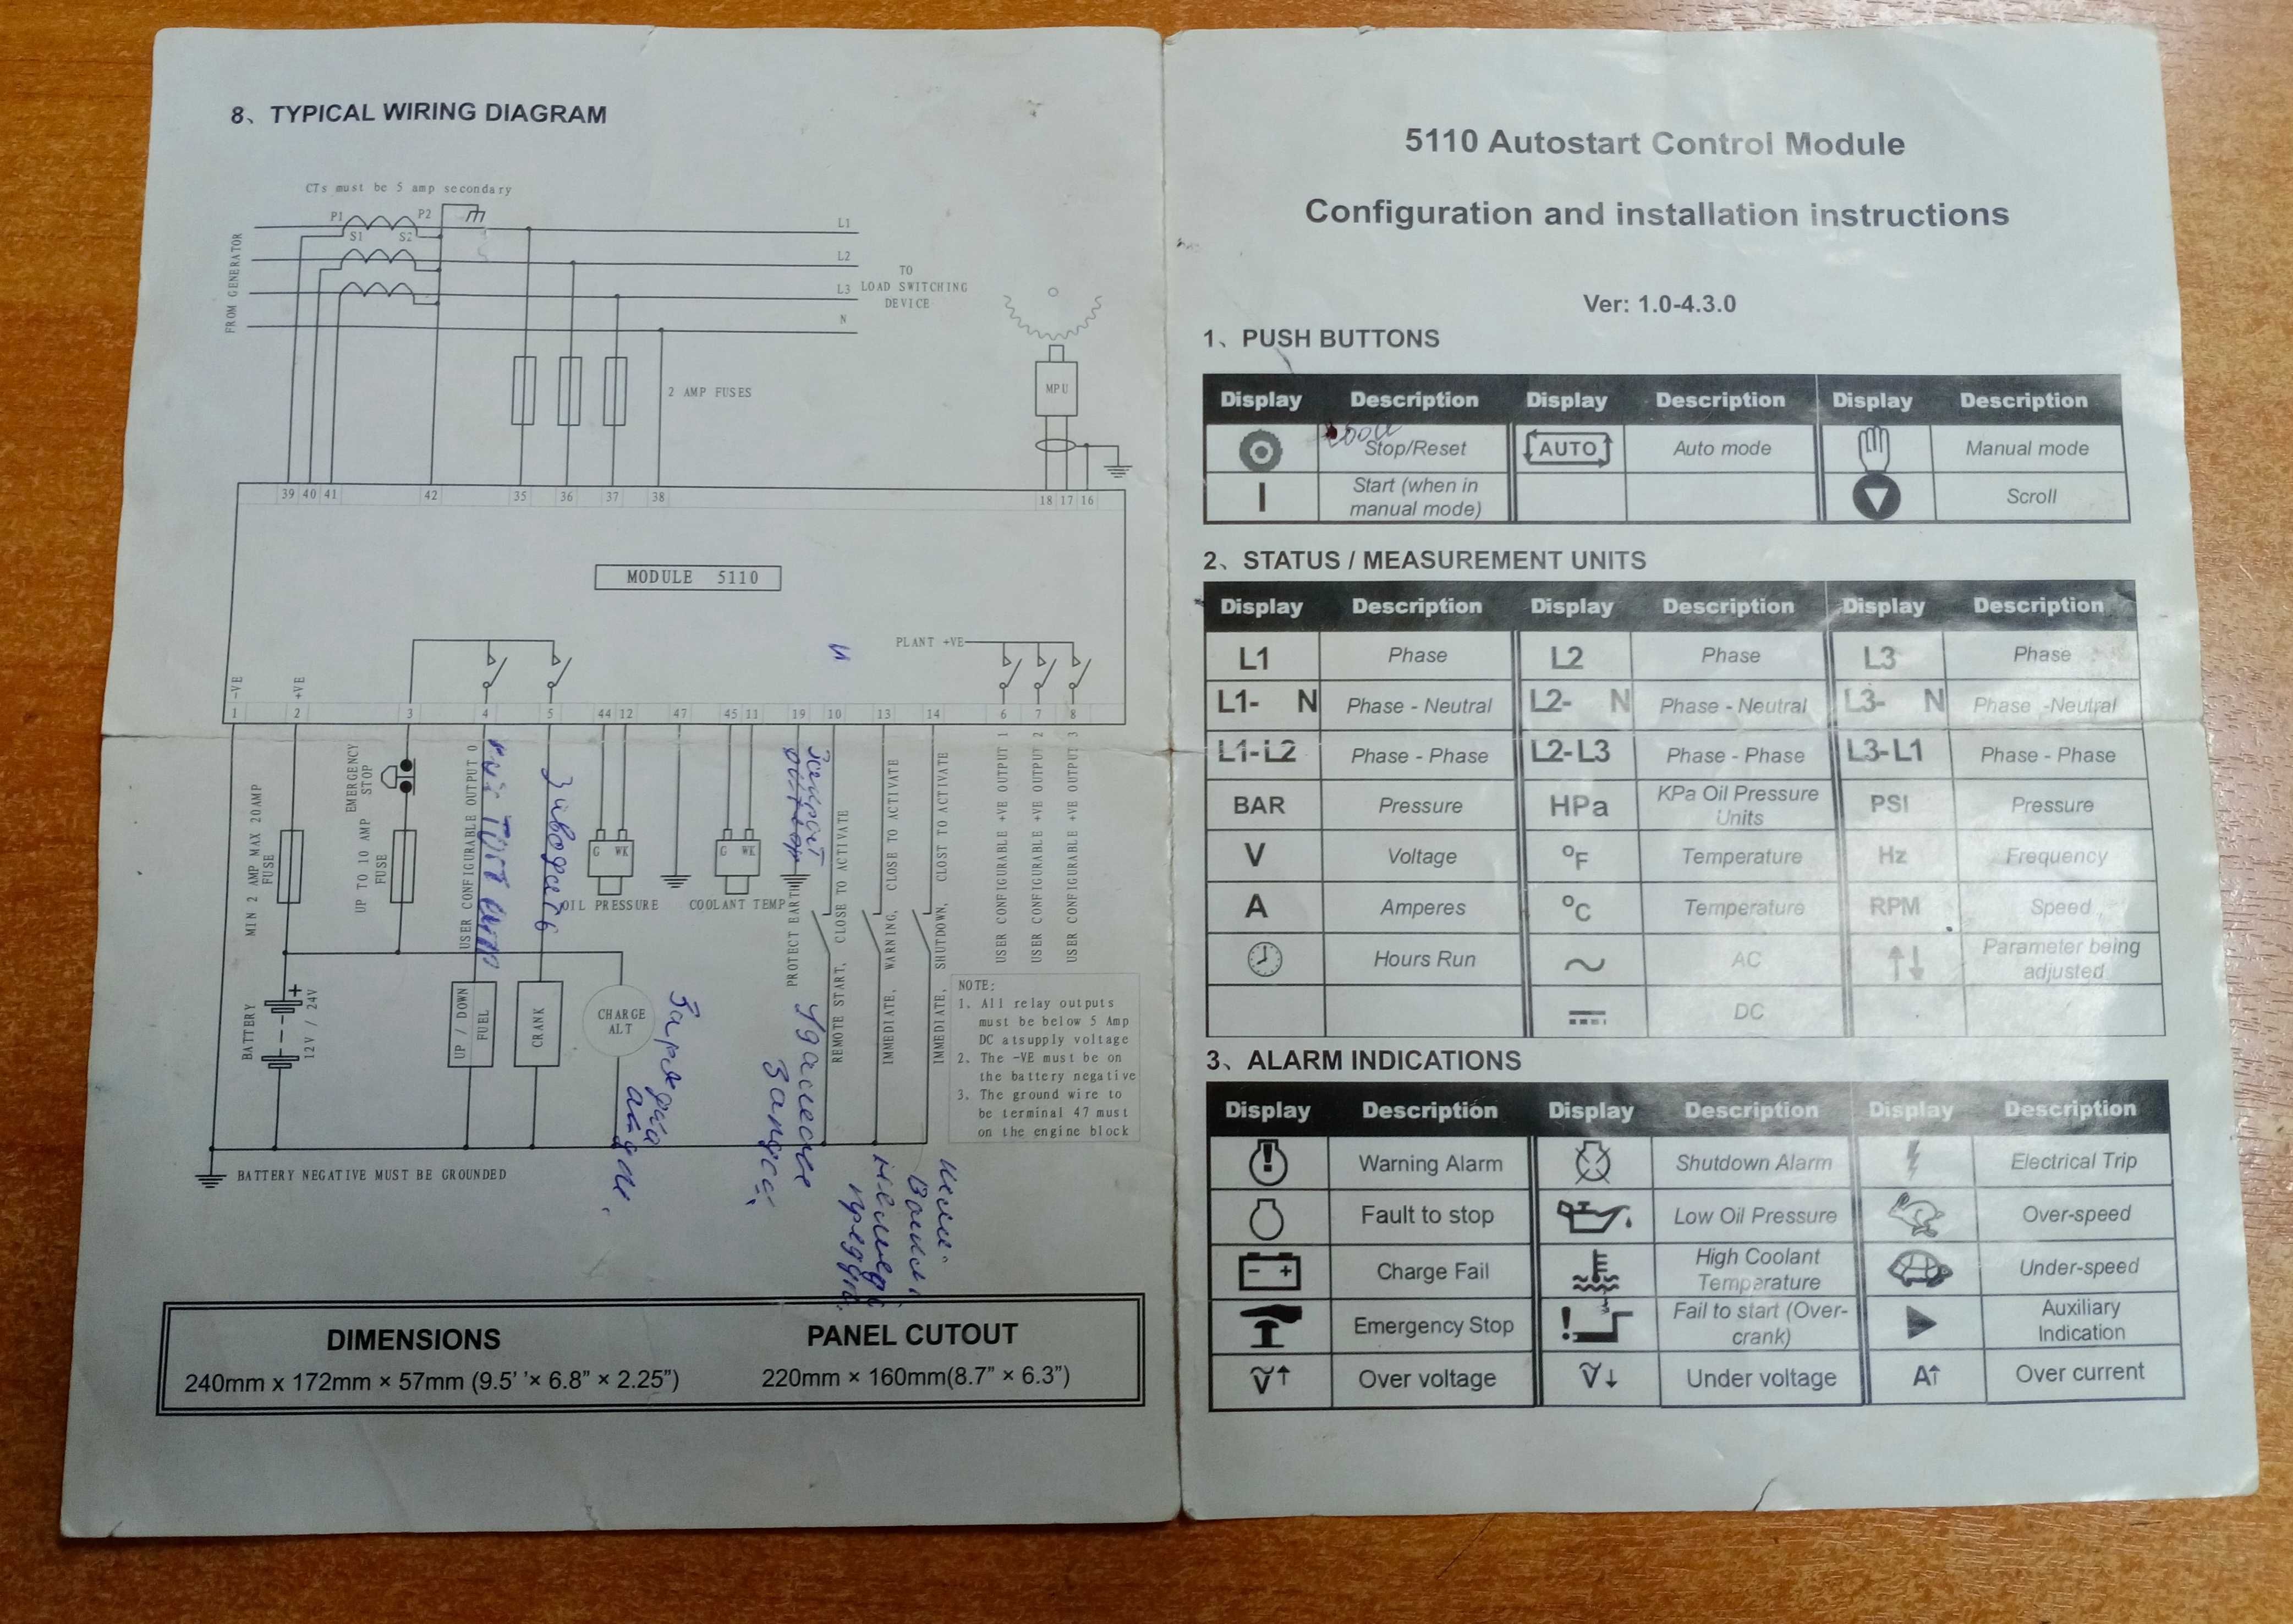 8、TYPICAL WIRING DIAGRAM
CTs must be 5 amp secondary
P1 P2
S1 S2
FROM GENERATOR
L1
L2
L3
N
TO
LOAD SWITCHING
DEVICE
2 AMP FUSES
MPU
39 40 41 42 35 36 37 38 18 17 16
MODULE 5110
PLANT +VE
и
-VE
+VE
1 2 3 4 5 44 12 47 45 11 19 10 13 14 6 7 8
MIN 2 AMP MAX 20AMP
FUSE
EMERGENCY
STOP
UP TO 10 AMP
FUSE
USER CONFIGURABLE OUTPUT 0
Заводить
G WK
OIL PRESSURE
G WK
COOLANT TEMP
PROTECT EARTH
REMOTE START, CLOSE TO ACTIVATE
IMMEDIATE, WARNING, CLOSE TO ACTIVATE
IMMEDIATE, SHUTDOWN, CLOST TO ACTIVATE
USER CONFIGURABLE +VE OUTPUT 1
USER CONFIGURABLE +VE OUTPUT 2
USER CONFIGURABLE +VE OUTPUT 3
BATTERY
+
12V / 24V
UP / DOWN
FUEL
CRANK
CHARGE
ALT
NOTE:
1. All relay outputs
must be below 5 Amp
DC atsupply voltage
2. The -VE must be on
the battery negative
3. The ground wire to
be terminal 47 must
on the engine block
BATTERY NEGATIVE MUST BE GROUNDED
DIMENSIONS
240mm x 172mm × 57mm (9.5’ ’× 6.8” × 2.25”)
PANEL CUTOUT
220mm × 160mm(8.7” × 6.3”)
5110 Autostart Control Module
Configuration and installation instructions
Ver: 1.0-4.3.0
1、PUSH BUTTONS
Display Description Display Description Display Description
Stop/Reset AUTO Auto mode Manual mode
I Start (when in manual mode) Scroll
2、STATUS / MEASUREMENT UNITS
Display Description Display Description Display Description
L1 Phase L2 Phase L3 Phase
L1- N Phase - Neutral L2- N Phase - Neutral L3- N Phase -Neutral
L1-L2 Phase - Phase L2-L3 Phase - Phase L3-L1 Phase - Phase
BAR Pressure HPa KPa Oil Pressure Units PSI Pressure
V Voltage °F Temperature Hz Frequency
A Amperes °C Temperature RPM Speed
Hours Run AC Parameter being adjusted
DC
3、ALARM INDICATIONS
Display Description Display Description Display Description
Warning Alarm Shutdown Alarm Electrical Trip
Fault to stop Low Oil Pressure Over-speed
- + Charge Fail High Coolant Temperature Under-speed
Emergency Stop ! Fail to start (Over-crank) Auxiliary Indication
V↑ Over voltage V↓ Under voltage A↑ Over current